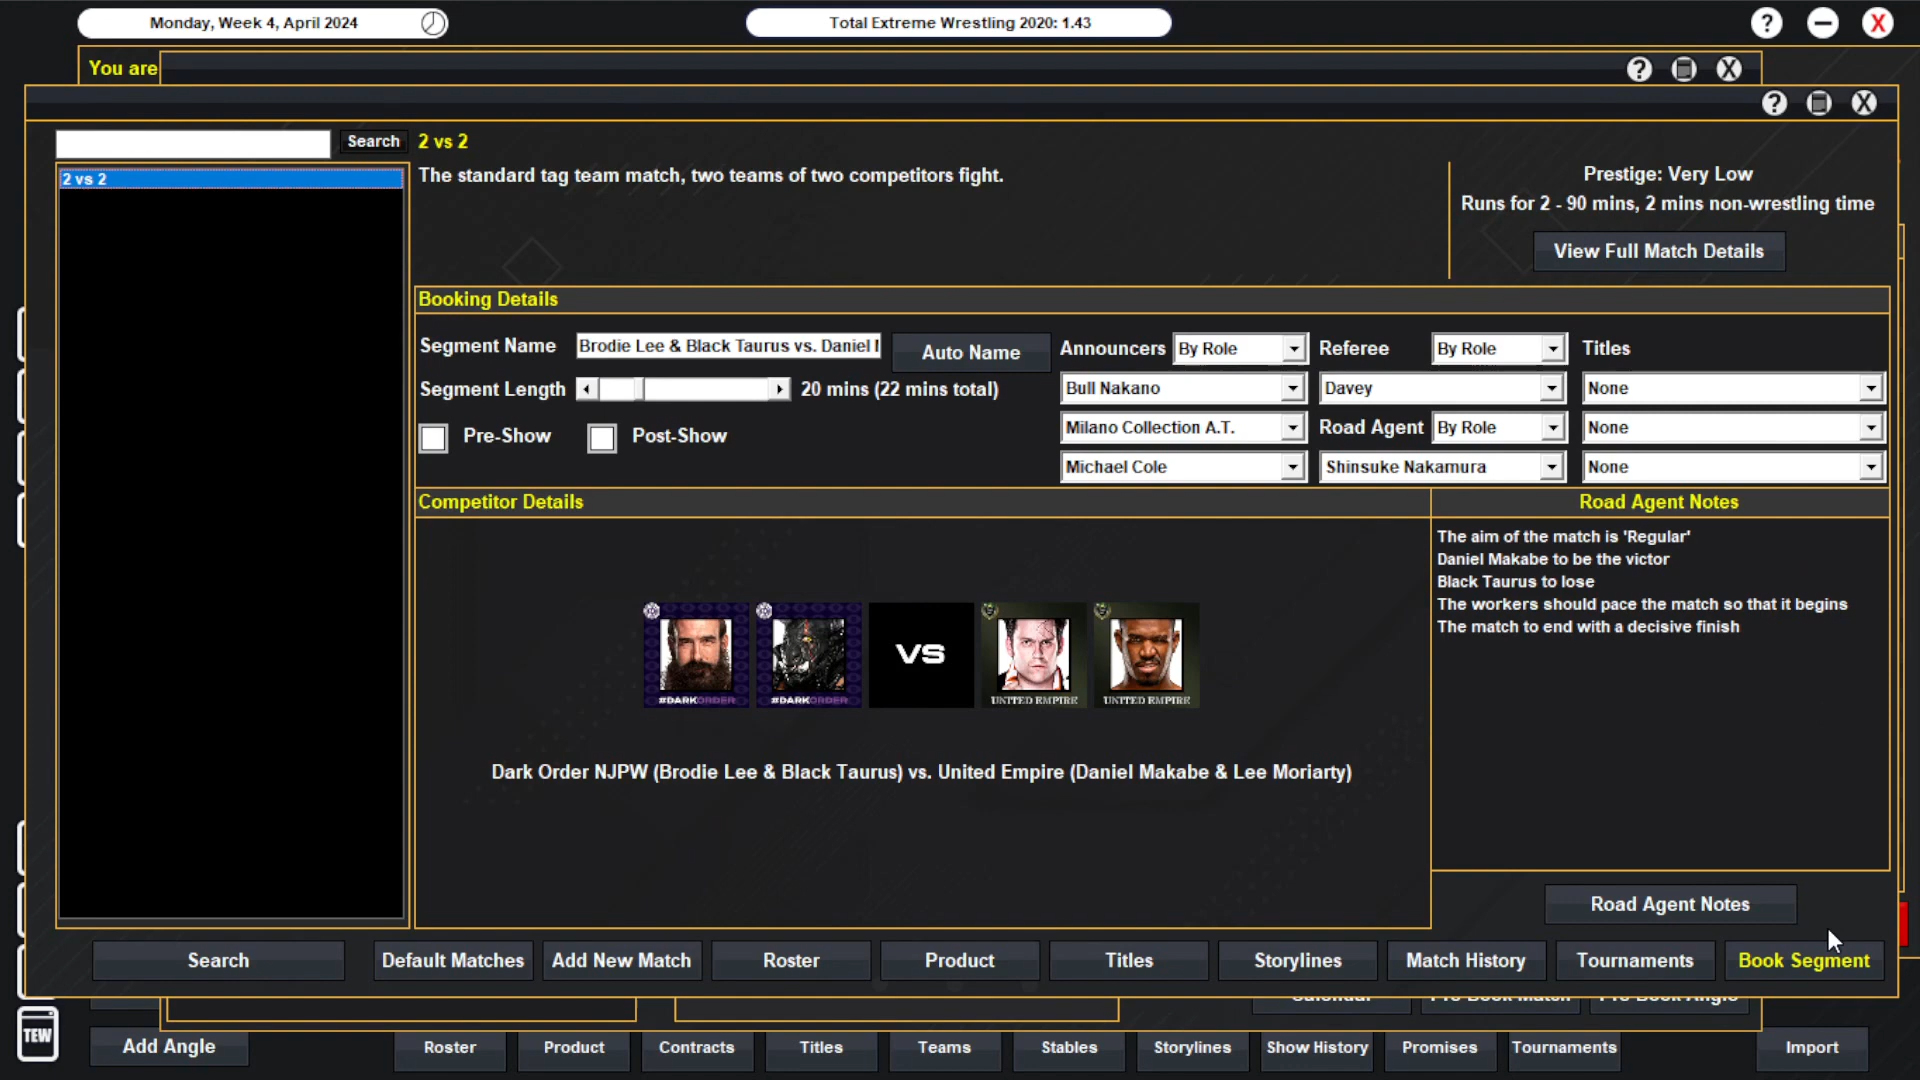 Monday, Week 4, April 2024
Total Extreme Wrestling 2020: 1.43
?
X
You are
? X
? X
Search
2 vs 2
2 vs 2
The standard tag team match, two teams of two competitors fight.
Prestige: Very Low
Runs for 2 - 90 mins, 2 mins non-wrestling time
View Full Match Details
Booking Details
Segment Name
Brodie Lee & Black Taurus vs. Daniel
Auto Name
Announcers
By Role
Referee
By Role
Titles
Segment Length
20 mins (22 mins total)
Bull Nakano
Davey
None
Pre-Show
Post-Show
Milano Collection A.T.
Road Agent
By Role
None
Michael Cole
Shinsuke Nakamura
None
Competitor Details
Road Agent Notes
The aim of the match is 'Regular'
Daniel Makabe to be the victor
Black Taurus to lose
The workers should pace the match so that it begins
The match to end with a decisive finish
VS
#DARKORDER
#DARKORDER
UNITED EMPIRE
UNITED EMPIRE
Dark Order NJPW (Brodie Lee & Black Taurus) vs. United Empire (Daniel Makabe & Lee Moriarty)
Road Agent Notes
Search
Default Matches
Add New Match
Roster
Product
Titles
Storylines
Match History
Tournaments
Book Segment
Calendar
Pre Book Match
Pre Book Angle
TEW
Add Angle
Roster
Product
Contracts
Titles
Teams
Stables
Storylines
Show History
Promises
Tournaments
Import